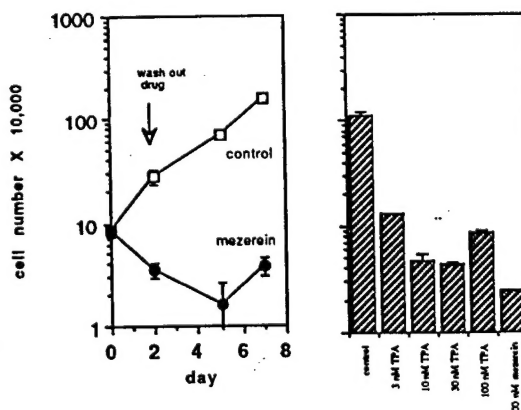 1000
100
10
1
cell number X 10,000
wash out
drug
control
mezerein
0 2 4 6 8
day
control
3 nM TPA
10 nM TPA
30 nM TPA
100 nM TPA
mezerein